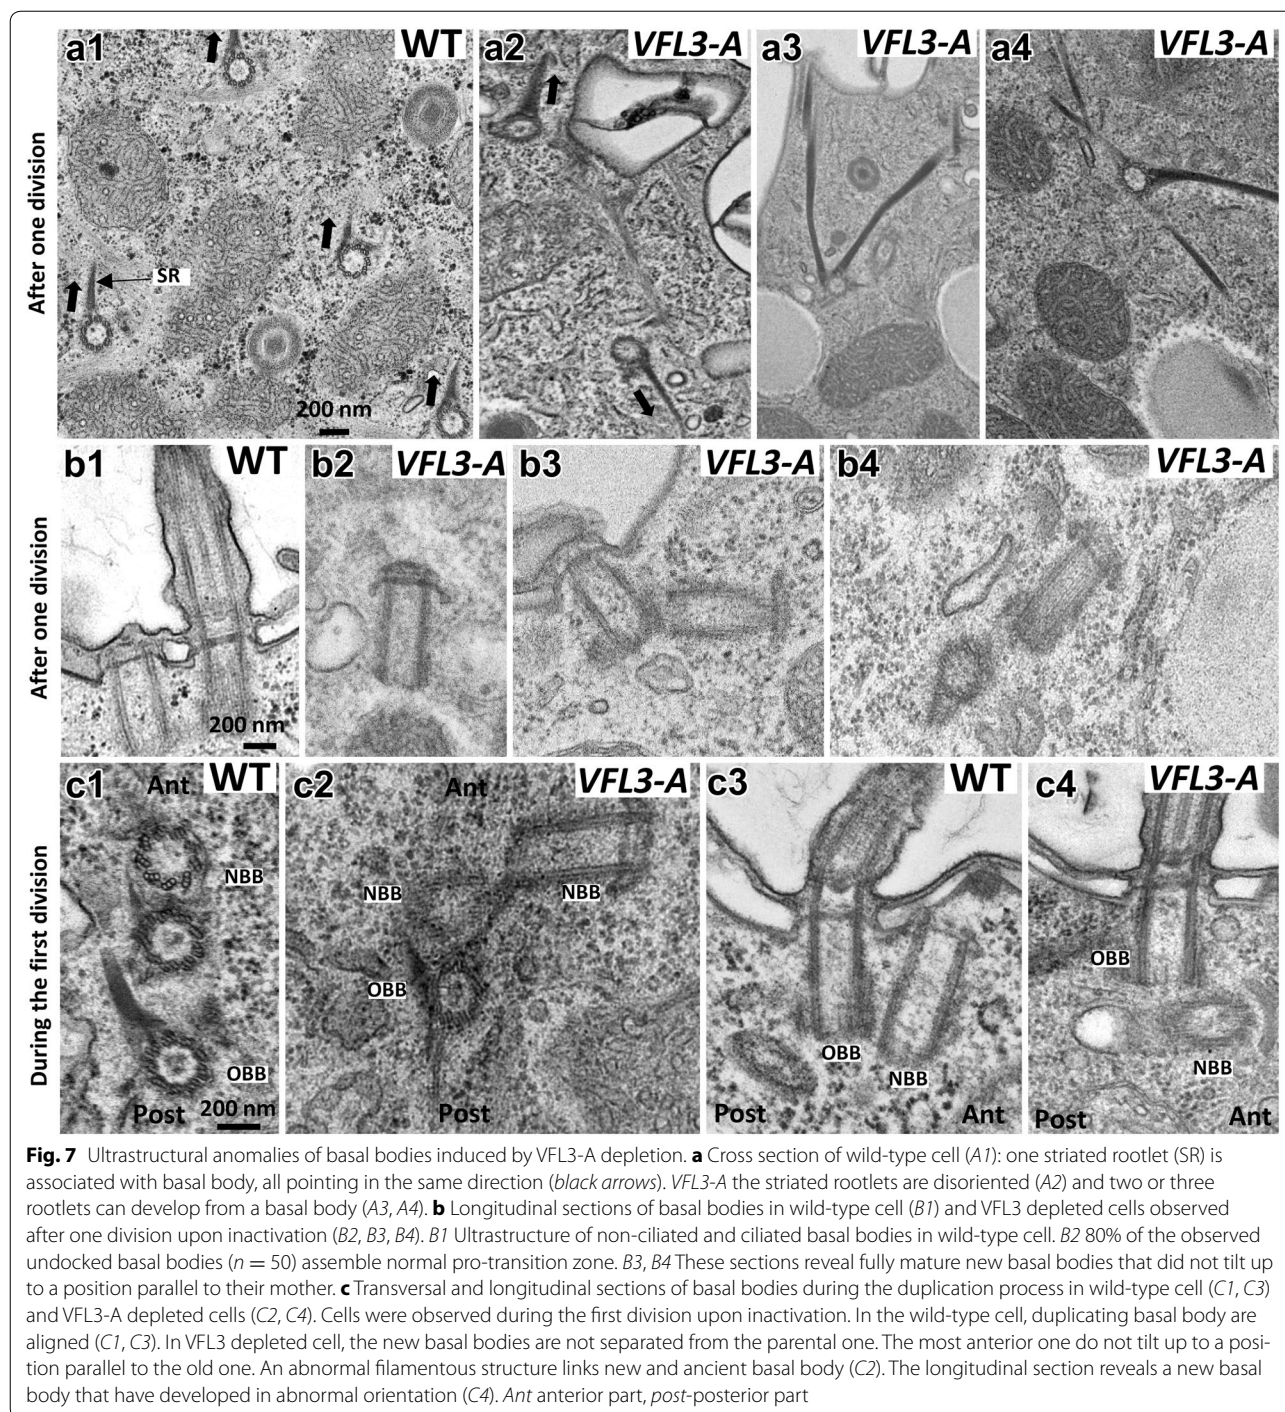 a1 WT
a2 VFL3-A
a3 VFL3-A
a4 VFL3-A
After one division
SR
200 nm
b1 WT
b2 VFL3-A
b3 VFL3-A
b4 VFL3-A
After one division
200 nm
c1 WT
c2 VFL3-A
c3 WT
c4 VFL3-A
During the first division
Ant
NBB
OBB
Post
200 nm
Ant
NBB
NBB
OBB
Post
OBB
NBB
Post
Ant
OBB
NBB
Post
Ant
Fig. 7 Ultrastructural anomalies of basal bodies induced by VFL3-A depletion. a Cross section of wild-type cell (A1): one striated rootlet (SR) is
associated with basal body, all pointing in the same direction (black arrows). VFL3-A the striated rootlets are disoriented (A2) and two or three
rootlets can develop from a basal body (A3, A4). b Longitudinal sections of basal bodies in wild-type cell (B1) and VFL3 depleted cells observed
after one division upon inactivation (B2, B3, B4). B1 Ultrastructure of non-ciliated and ciliated basal bodies in wild-type cell. B2 80% of the observed
undocked basal bodies (n = 50) assemble normal pro-transition zone. B3, B4 These sections reveal fully mature new basal bodies that did not tilt up
to a position parallel to their mother. c Transversal and longitudinal sections of basal bodies during the duplication process in wild-type cell (C1, C3)
and VFL3-A depleted cells (C2, C4). Cells were observed during the first division upon inactivation. In the wild-type cell, duplicating basal body are
aligned (C1, C3). In VFL3 depleted cell, the new basal bodies are not separated from the parental one. The most anterior one do not tilt up to a posi-
tion parallel to the old one. An abnormal filamentous structure links new and ancient basal body (C2). The longitudinal section reveals a new basal
body that have developed in abnormal orientation (C4). Ant anterior part, post-posterior part